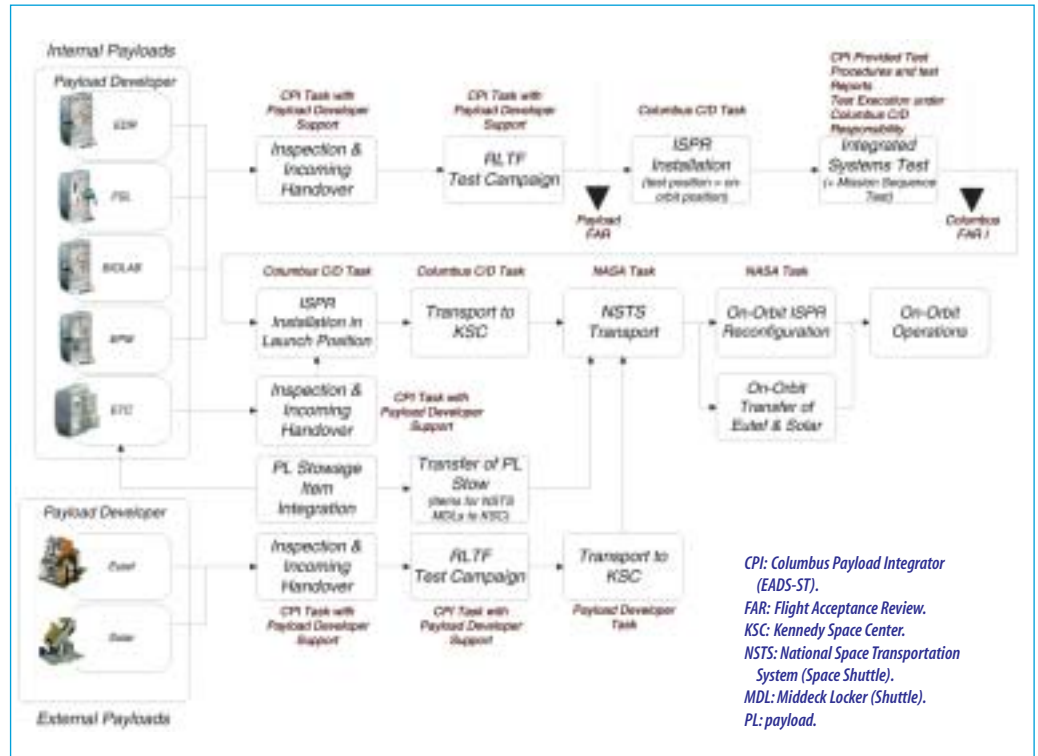 Internal Payloads
Payload Developer
EDR
FSL
BIOLAB
EPM
ETC
CPI Task with
Payload Developer
Support
Inspection &
Incoming
Handover
CPI Task with
Payload Developer
Support
RLTF
Test Campaign
Payload
FAR
Columbus C/D Task
ISPR
Installation
(test position = on-
orbit position)
CPI Provided Test
Procedures and test
Reports
Test Execution under
Columbus C/D
Responsibility
Integrated
Systems Test
(+ Mission Sequence
Test)
Columbus
FAR I
Columbus C/D Task
ISPR
Installation in
Launch Position
Columbus C/D Task
Transport to
KSC
NASA Task
NSTS
Transport
NASA Task
On-Orbit ISPR
Reconfiguration
On-Orbit
Operations
On-Orbit
Transfer of
Eutef & Solar
Inspection &
Incoming
Handover
CPI Task with
Payload Developer
Support
PL Stowage
Item
Integration
Transfer of PL
Stow
(items for NSTS
MDLs to KSC)
Payload Developer
Eutef
Solar
External Payloads
Inspection &
Incoming
Handover
CPI Task with
Payload Developer
Support
RLTF
Test Campaign
CPI Task with
Payload Developer
Support
Transport to
KSC
Payload Developer
Task
CPI: Columbus Payload Integrator
(EADS-ST).
FAR: Flight Acceptance Review.
KSC: Kennedy Space Center.
NSTS: National Space Transportation
System (Space Shuttle).
MDL: Middeck Locker (Shuttle).
PL: payload.